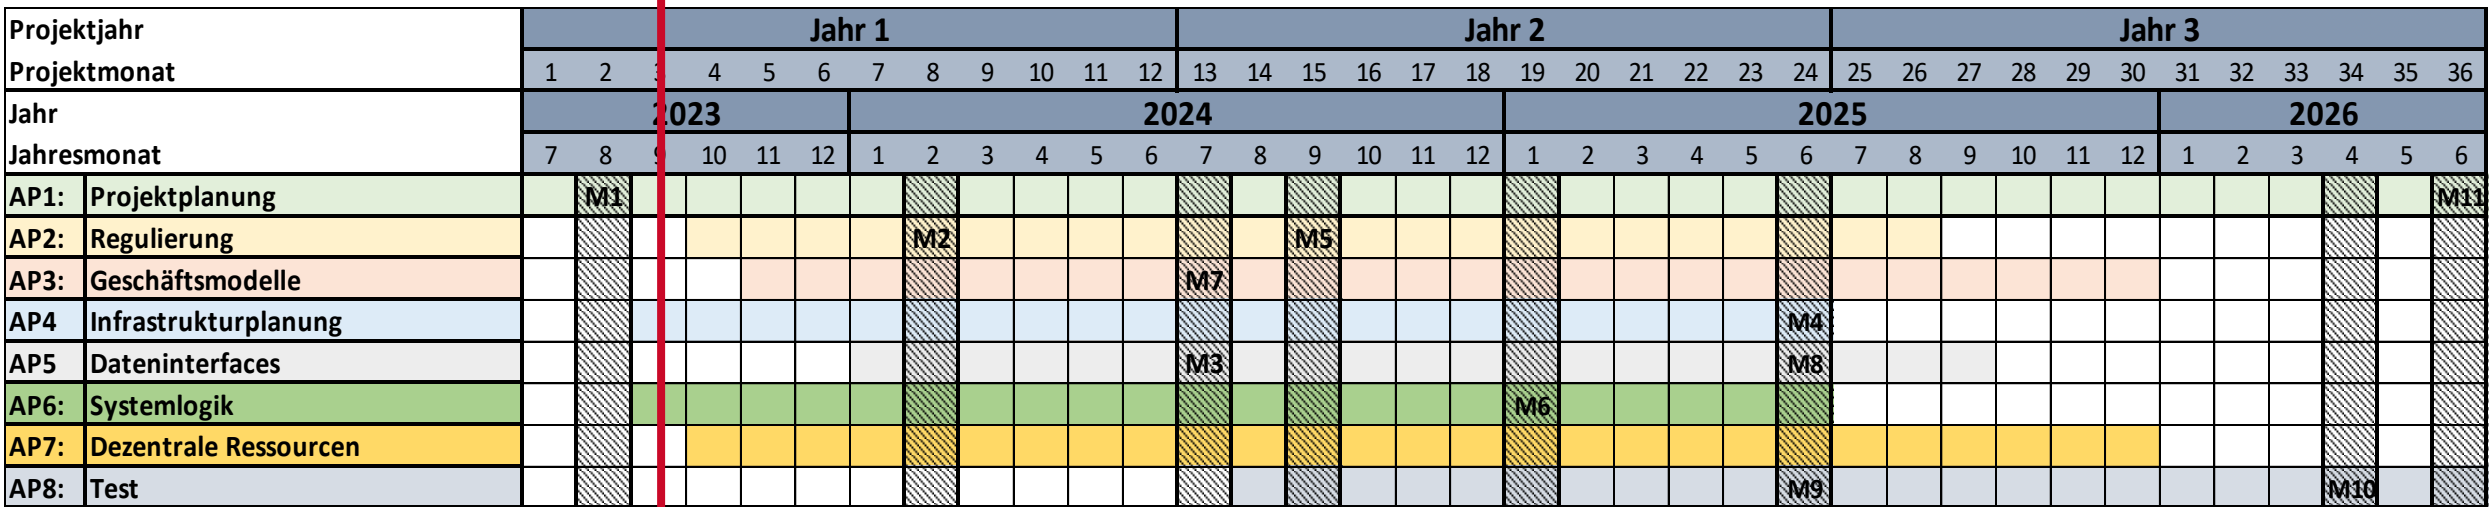 Projektjahr Jahr 1 Jahr 2 Jahr 3
Projektmonat 1 2 3 4 5 6 7 8 9 10 11 12 13 14 15 16 17 18 19 20 21 22 23 24 25 26 27 28 29 30 31 32 33 34 35 36
Jahr 2023 2024 2025 2026
Jahresmonat 7 8 9 10 11 12 1 2 3 4 5 6 7 8 9 10 11 12 1 2 3 4 5 6 7 8 9 10 11 12 1 2 3 4 5 6
AP1: Projektplanung M1 M11
AP2: Regulierung M2 M5
AP3: Geschäftsmodelle M7
AP4 Infrastrukturplanung M4
AP5 Dateninterfaces M3 M8
AP6: Systemlogik M6
AP7: Dezentrale Ressourcen
AP8: Test M9 M10